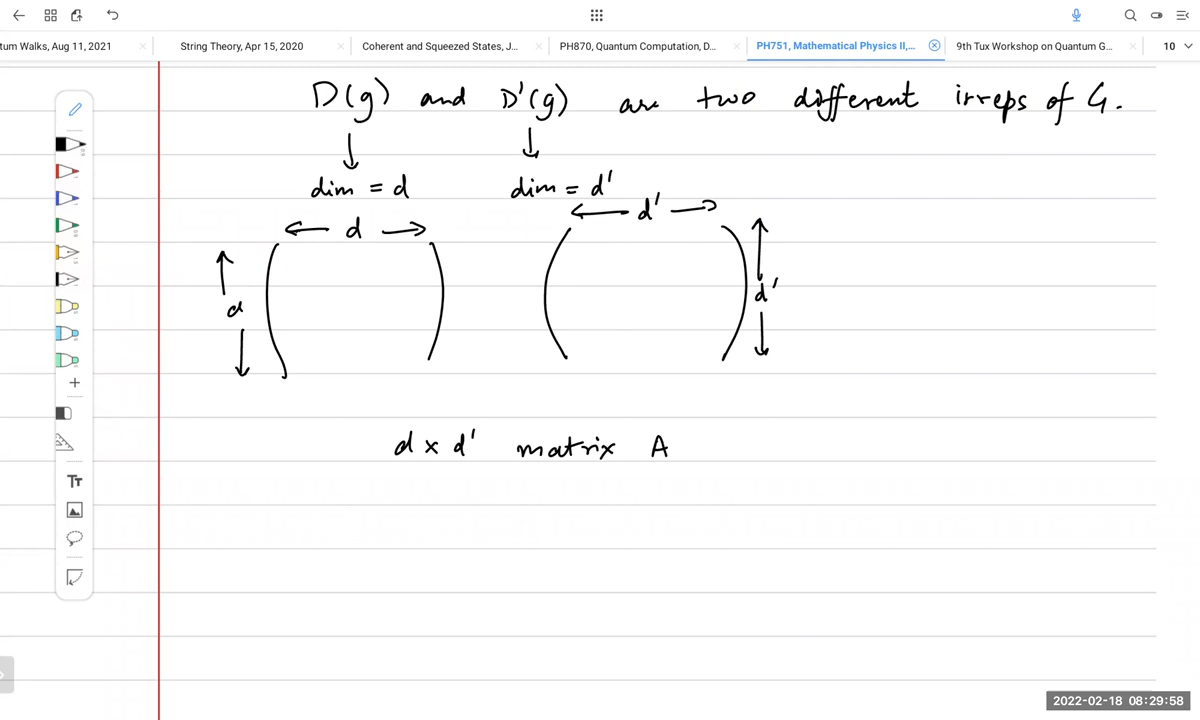 tum Walks, Aug 11, 2021 String Theory, Apr 15, 2020 Coherent and Squeezed States, J... PH870, Quantum Computation, D... PH751, Mathematical Physics II,... 9th Tux Workshop on Quantum G... 10
D(g) and D'(g) are two different irreps of G.
dim = d dim = d'
d d'
d d'
d x d' matrix A
TT
2022-02-18 08:29:58